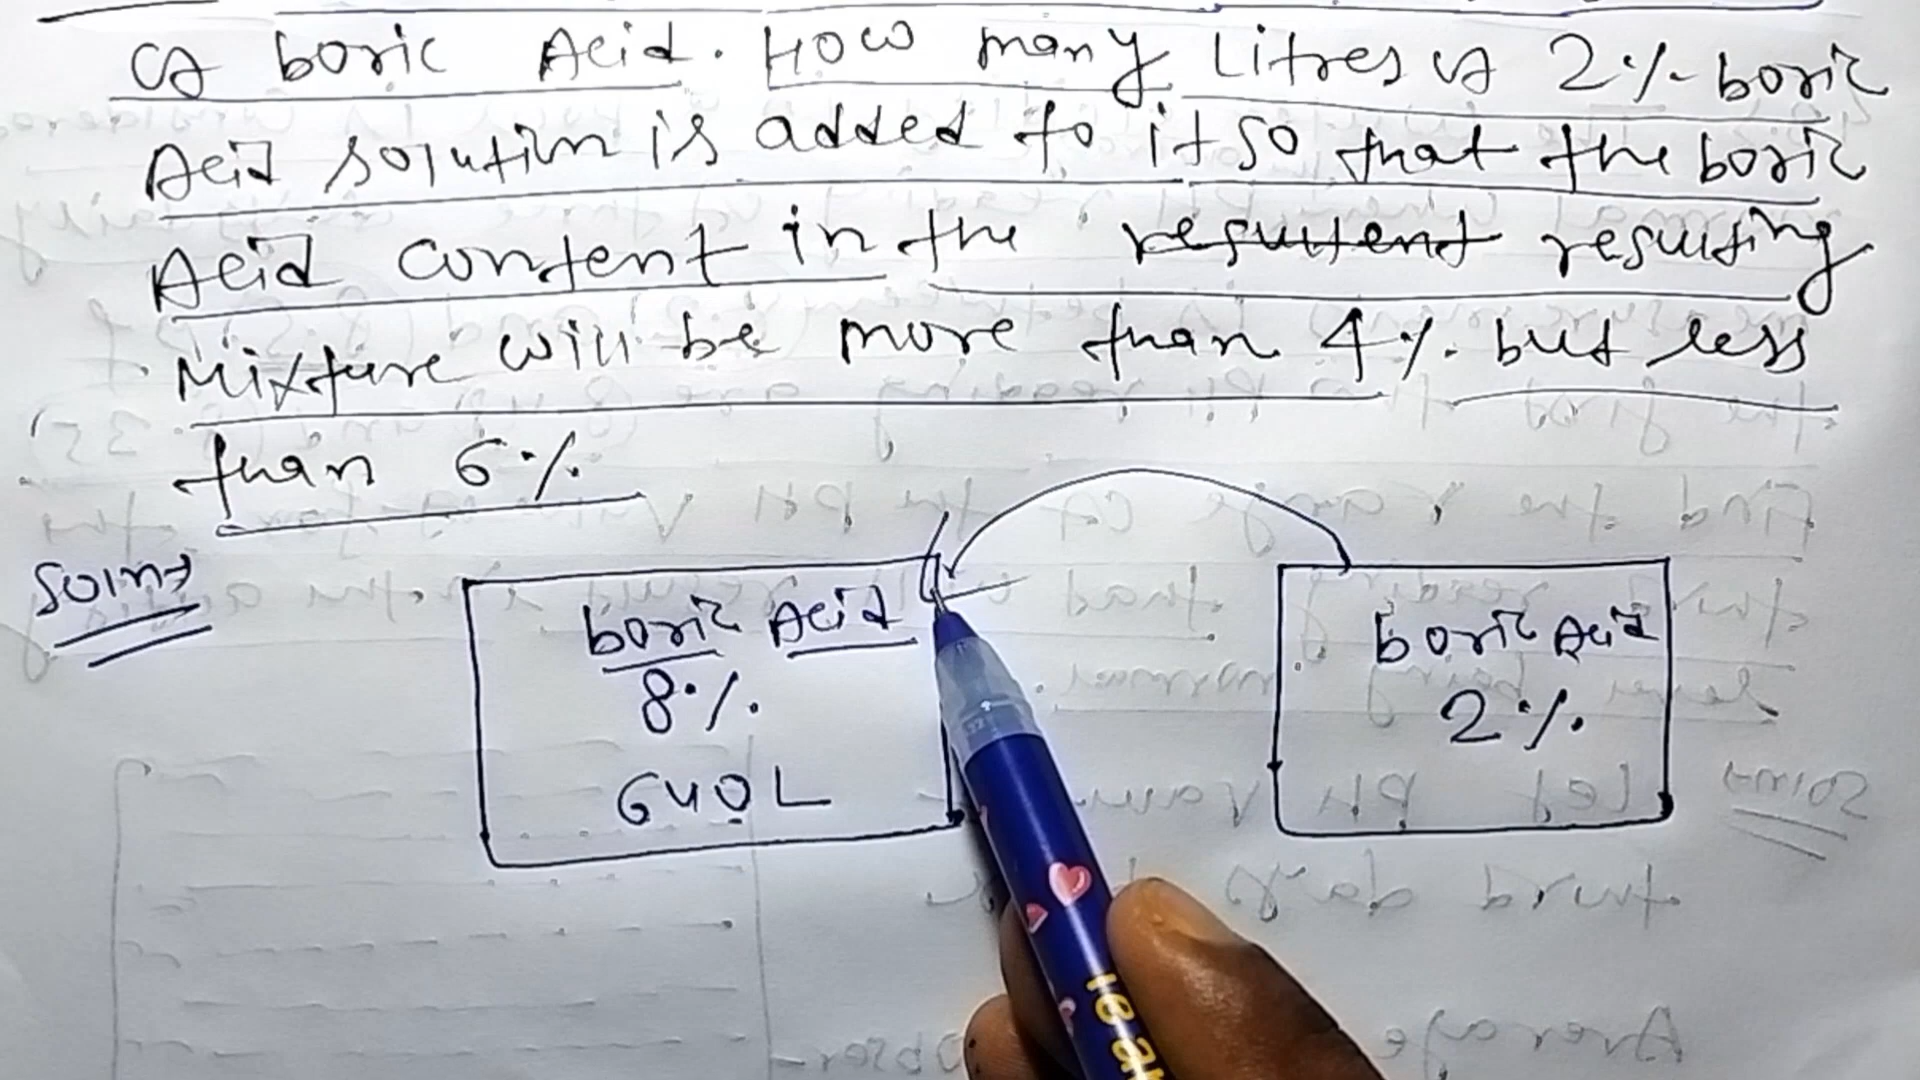 of boric Acid. How many Litres of 2% boric
Acid solution is added to it so that the boric
Acid content in the resultent resulting
Mixture will be more than 4% but less
than 6%
Soln→
boric Acid
8%
640L
boric Acid
2%